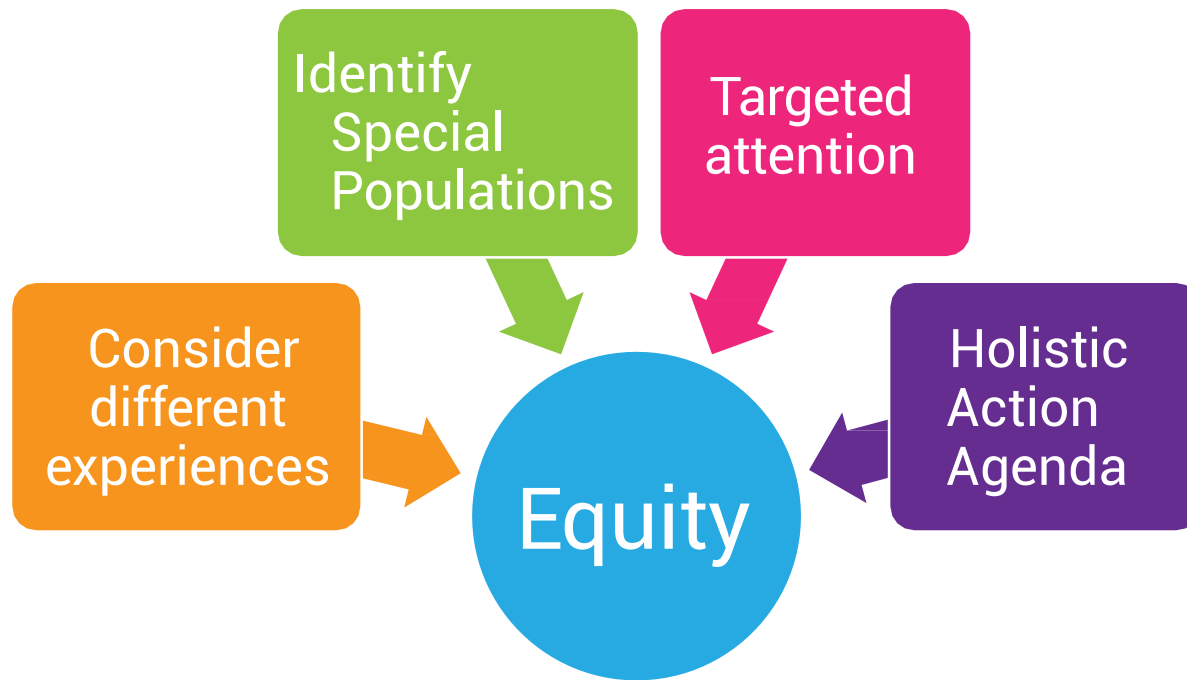 Identify
Special
Populations
Targeted
attention
Consider
different
experiences
Holistic
Action
Agenda
Equity